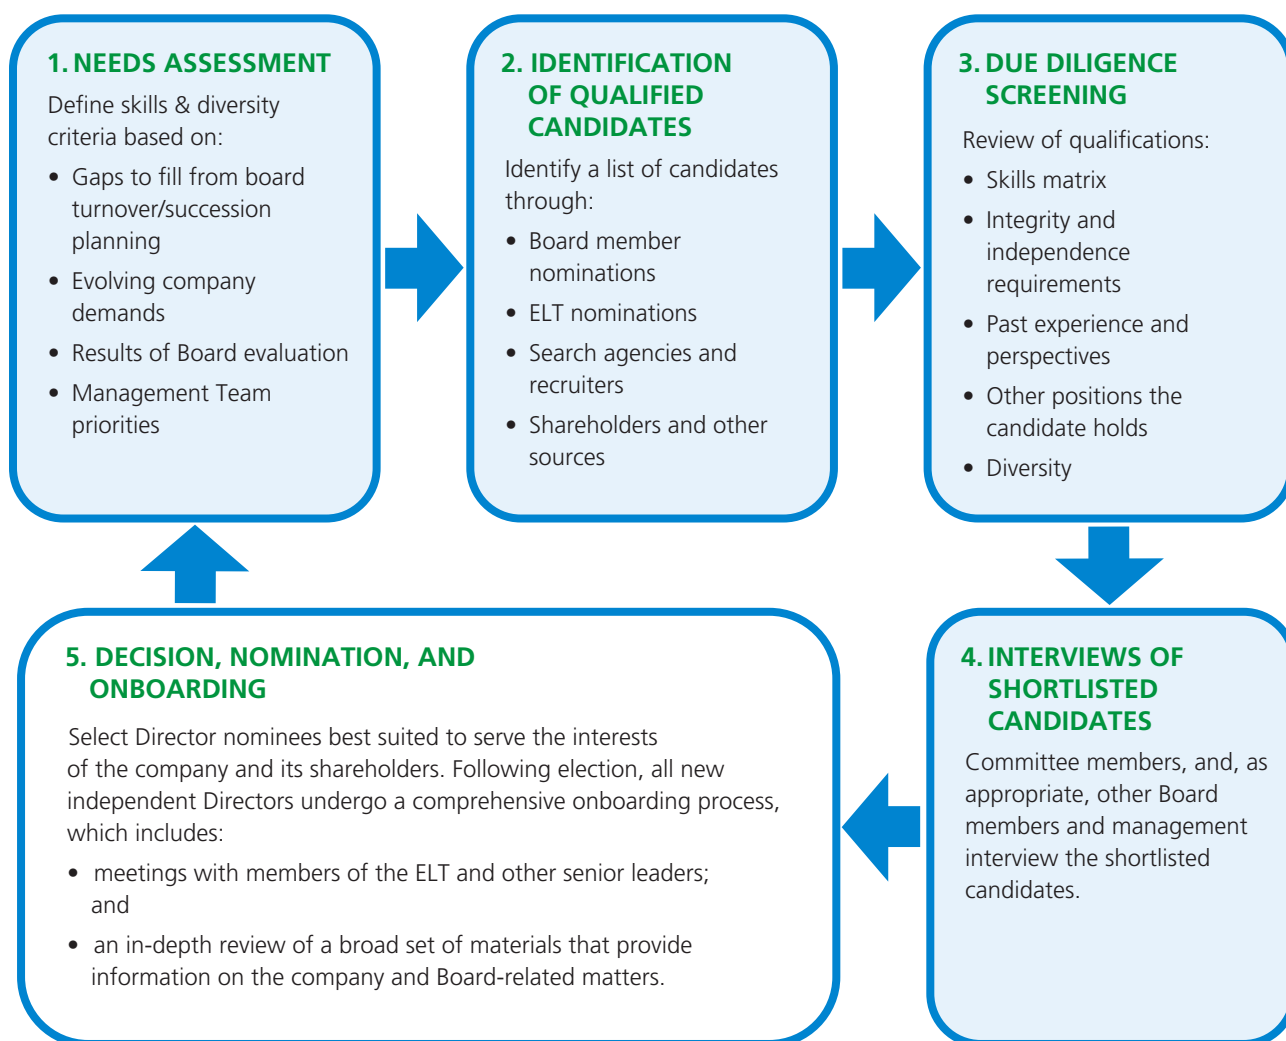 1. NEEDS ASSESSMENT
Define skills & diversity
criteria based on:
• Gaps to fill from board
turnover/succession
planning
• Evolving company
demands
• Results of Board evaluation
• Management Team
priorities
2. IDENTIFICATION
OF QUALIFIED
CANDIDATES
Identify a list of candidates
through:
• Board member
nominations
• ELT nominations
• Search agencies and
recruiters
• Shareholders and other
sources
3. DUE DILIGENCE
SCREENING
Review of qualifications:
• Skills matrix
• Integrity and
independence
requirements
• Past experience and
perspectives
• Other positions the
candidate holds
• Diversity
4. INTERVIEWS OF
SHORTLISTED
CANDIDATES
Committee members, and, as
appropriate, other Board
members and management
interview the shortlisted
candidates.
5. DECISION, NOMINATION, AND
ONBOARDING
Select Director nominees best suited to serve the interests
of the company and its shareholders. Following election, all new
independent Directors undergo a comprehensive onboarding process,
which includes:
• meetings with members of the ELT and other senior leaders;
and
• an in-depth review of a broad set of materials that provide
information on the company and Board-related matters.